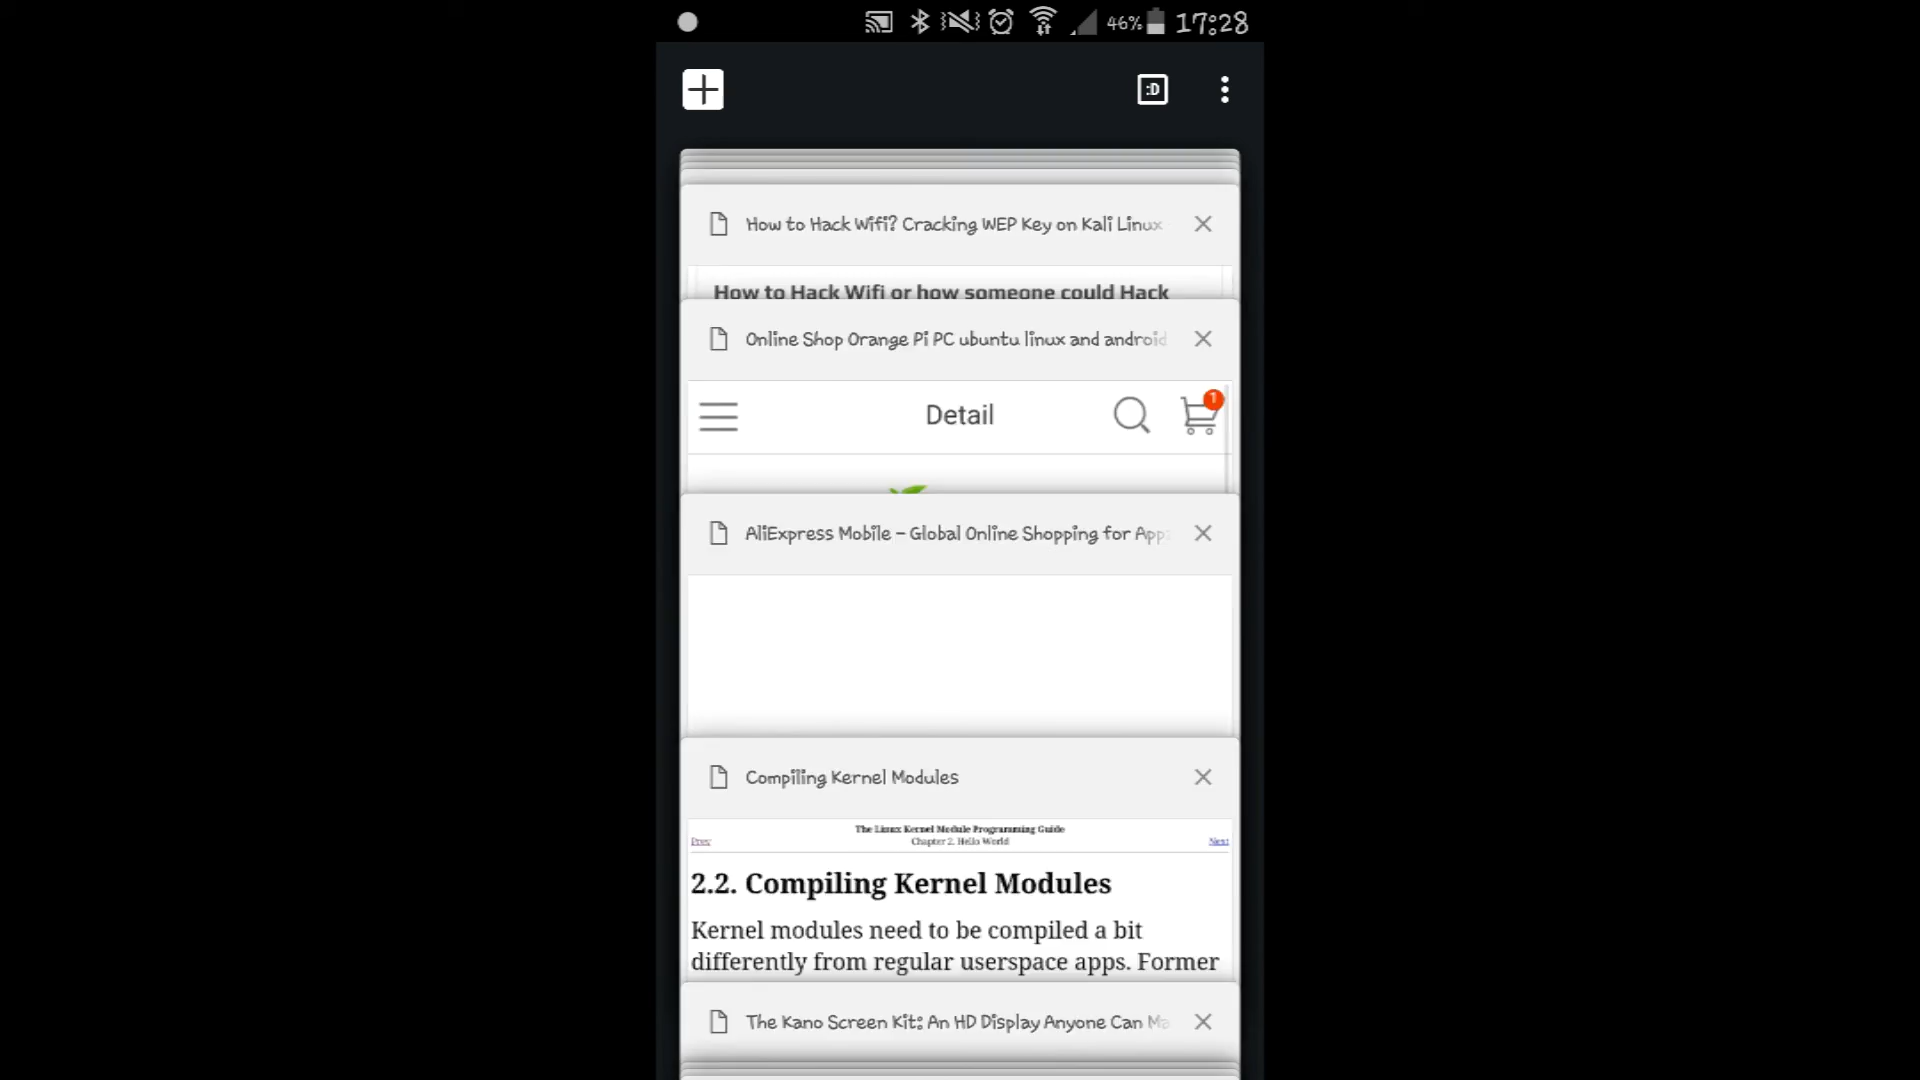 46% 17:28
:D
How to Hack Wifi? Cracking WEP Key on Kali Linux
How to Hack Wifi or how someone could Hack
Online Shop Orange Pi PC ubuntu linux and android
Detail
1
AliExpress Mobile – Global Online Shopping for App
Compiling Kernel Modules
The Linux Kernel Module Programming Guide
Prev Chapter 2. Hello World Next
2.2. Compiling Kernel Modules
Kernel modules need to be compiled a bit
differently from regular userspace apps. Former
The Kano Screen Kit: An HD Display Anyone Can Ma